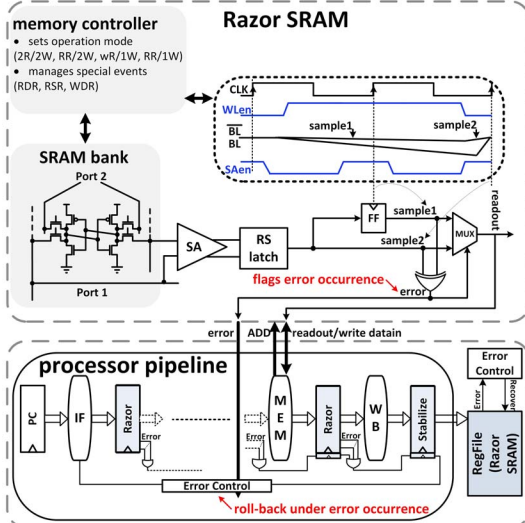 Razor SRAM
memory controller
• sets operation mode
(2R/2W, RR/2W, wR/1W, RR/1W)
• manages special events
(RDR, RSR, WDR)
CLK
WLen
sample1
sample2
BL
BL
SAen
SRAM bank
Port 2
Port 1
SA
RS
latch
FF
sample1
sample2
MUX
readout
flags error occurrence
error
error
ADD
readout/write datain
processor pipeline
PC
IF
Razor
Error
MEM
Razor
Error
WB
Stabilize
Error Control
roll-back under error occurrence
Error
Control
Error
Recover
RegFile
(Razor
SRAM)